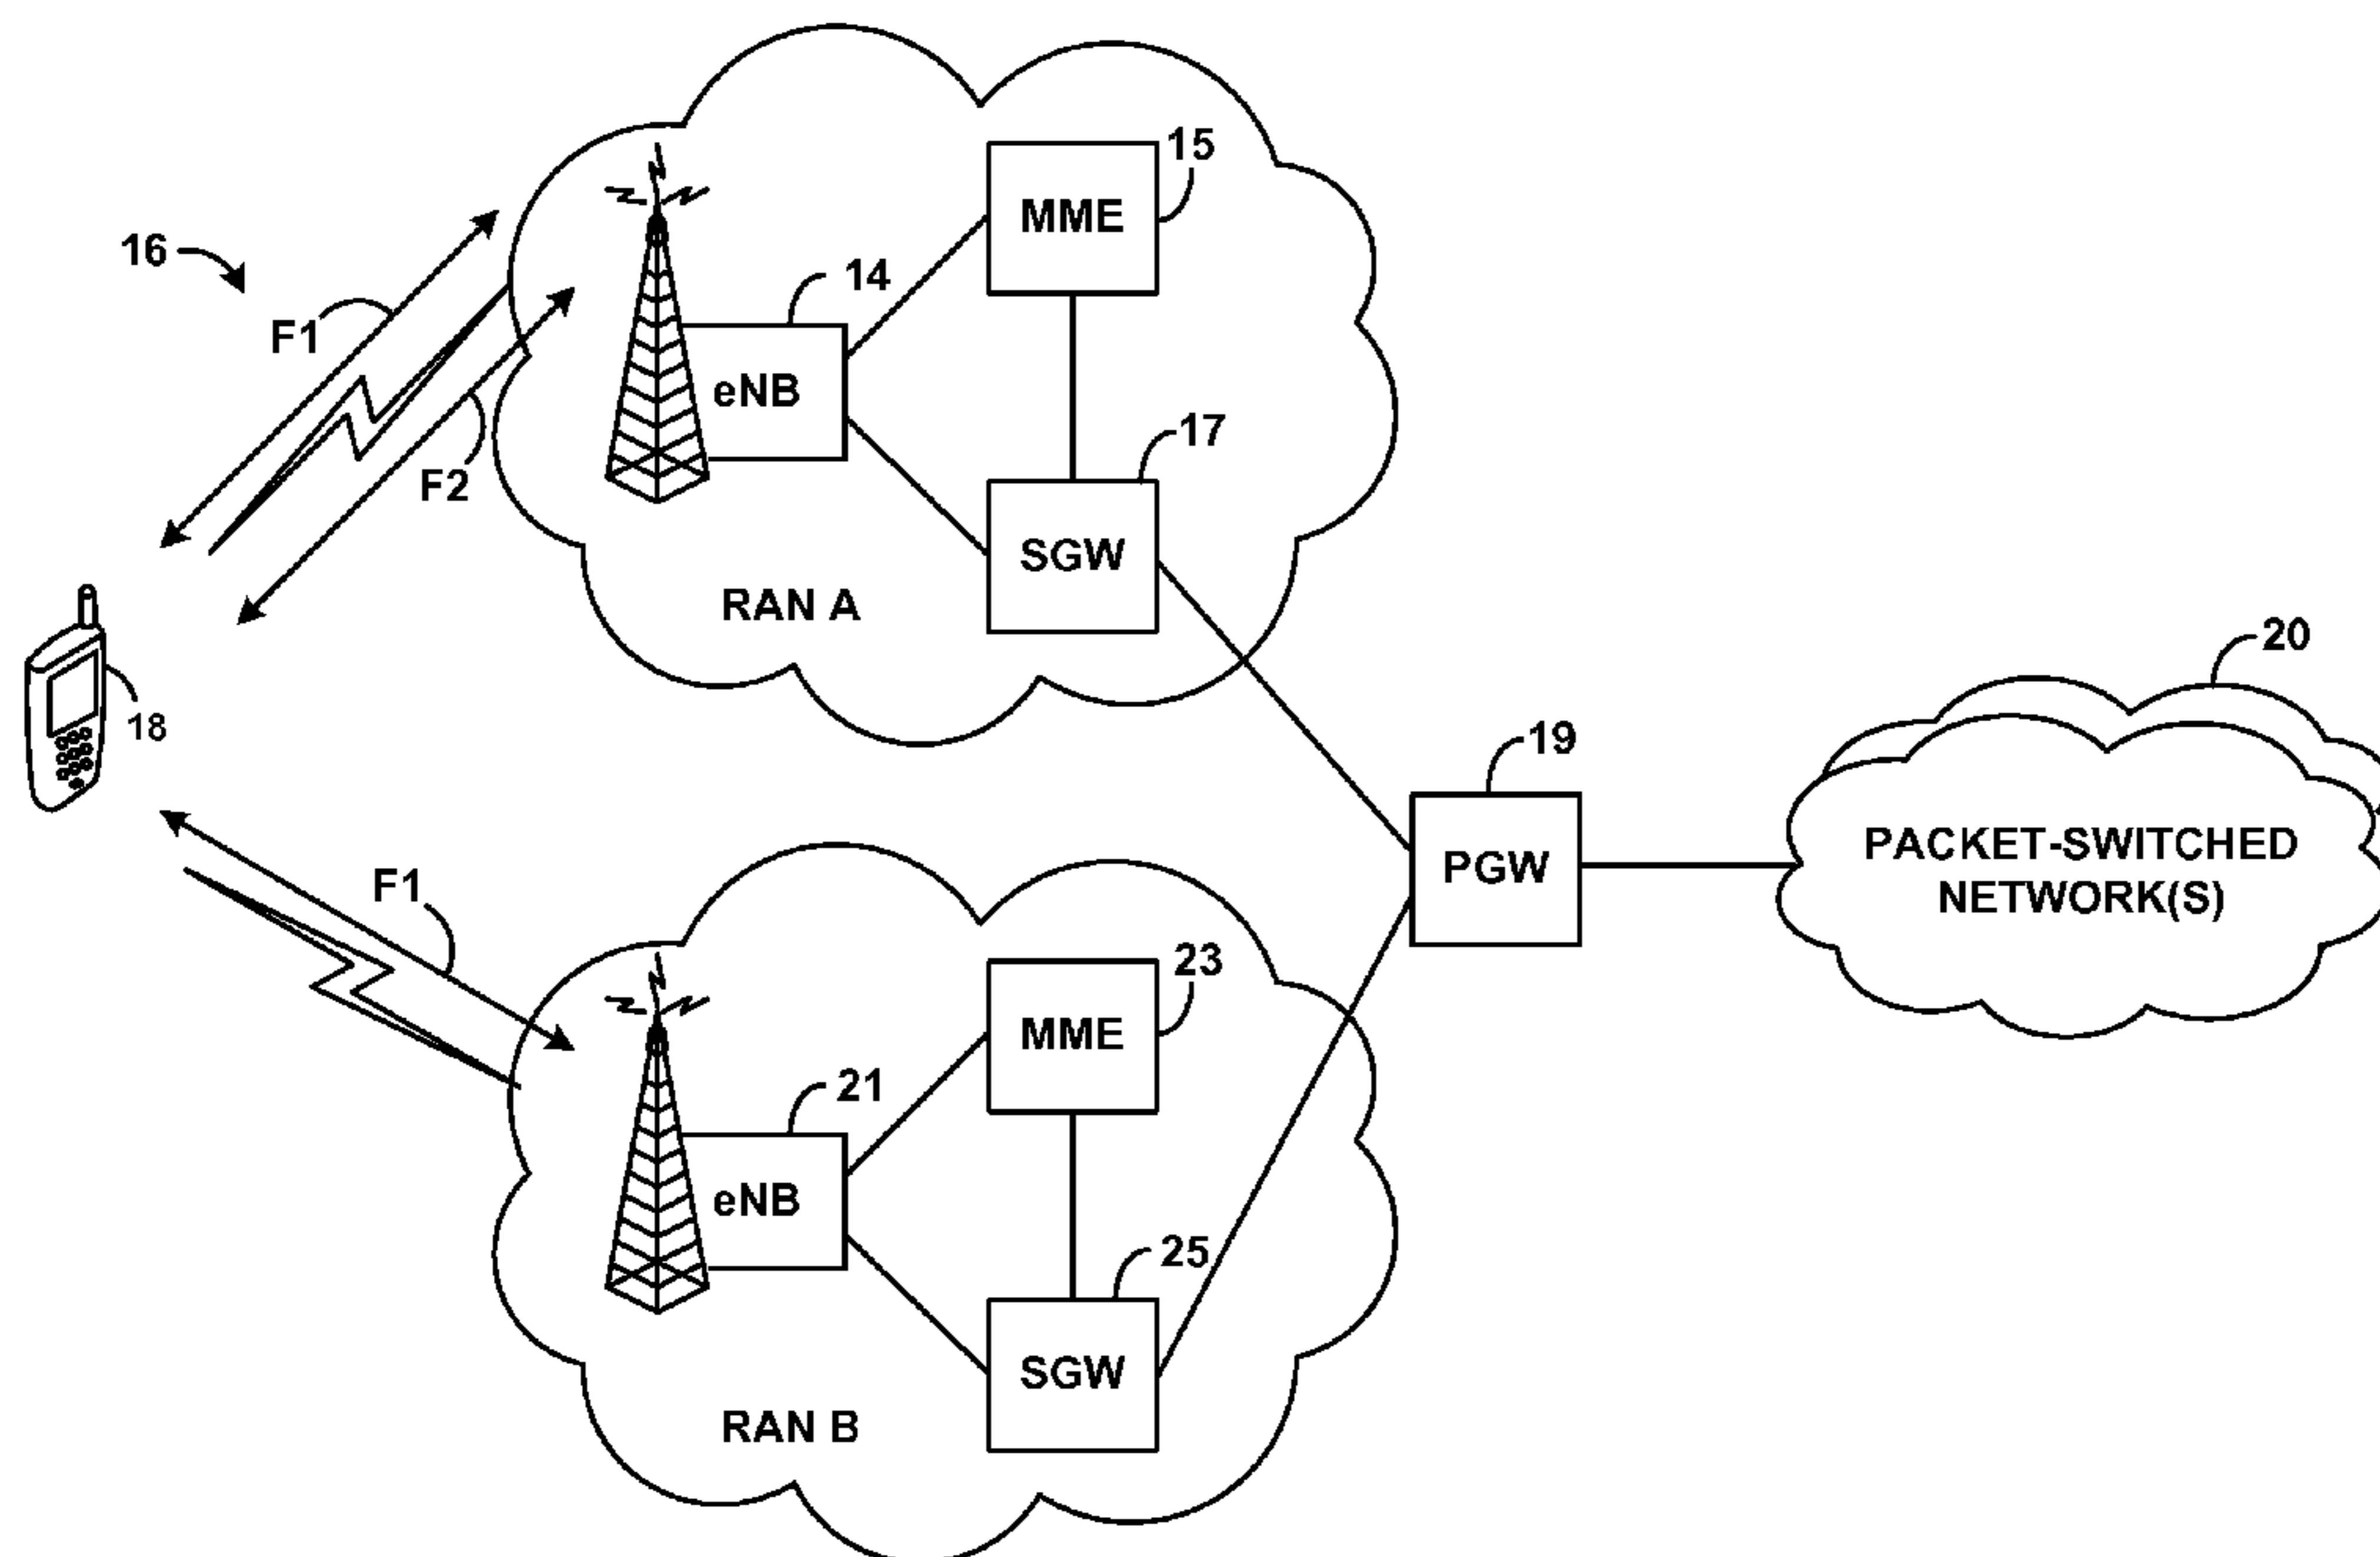 15
MME
16
14
F1
eNB
17
F2
SGW
RAN A
20
18
19
PACKET-SWITCHED
NETWORK(S)
PGW
F1
23
MME
21
eNB
25
SGW
RAN B